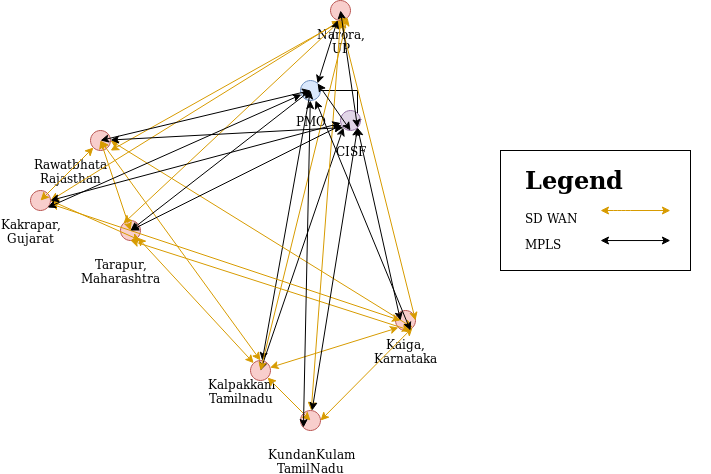 Narora,
UP
PMO
CISF
Rawatbhata
Rajasthan
Kakrapar,
Gujarat
Tarapur,
Maharashtra
Legend
SD WAN
MPLS
Kaiga,
Karnataka
Kalpakkam
Tamilnadu
KundanKulam
TamilNadu